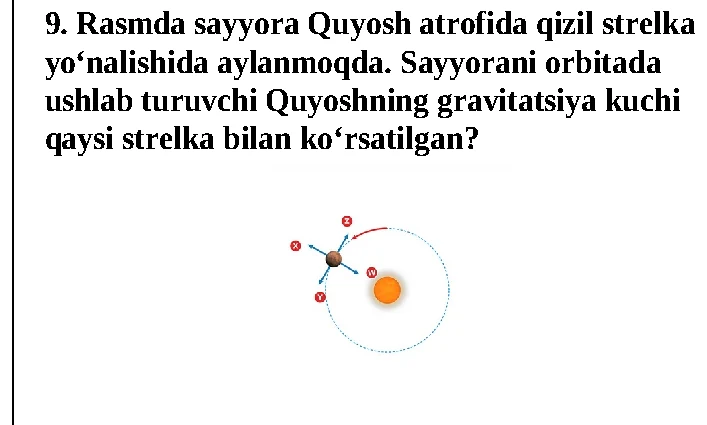 9. Rasmda sayyora Quyosh atrofida qizil strelka
yo‘nalishida aylanmoqda. Sayyorani orbitada
ushlab turuvchi Quyoshning gravitatsiya kuchi
qaysi strelka bilan ko‘rsatilgan?
Z
X
W
Y